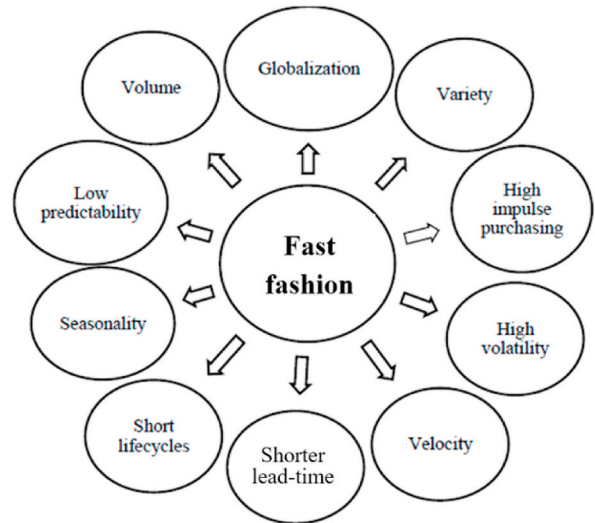 Globalization
Volume
Variety
Low
predictability
High
impulse
purchasing
Fast
fashion
Seasonality
High
volatility
Short
lifecycles
Shorter
lead-time
Velocity